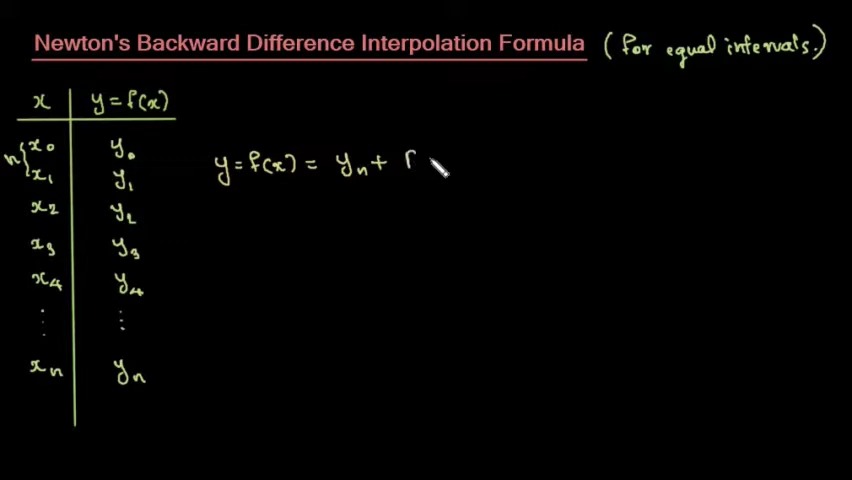 Newton's Backward Difference Interpolation Formula (for equal intervals.)
x y = f(x)
h { x₀ y₀
x₁ y₁
y = f(x) = yₙ + r
x₂ y₂
x₃ y₃
x₄ y₄
⋮ ⋮
xₙ yₙ